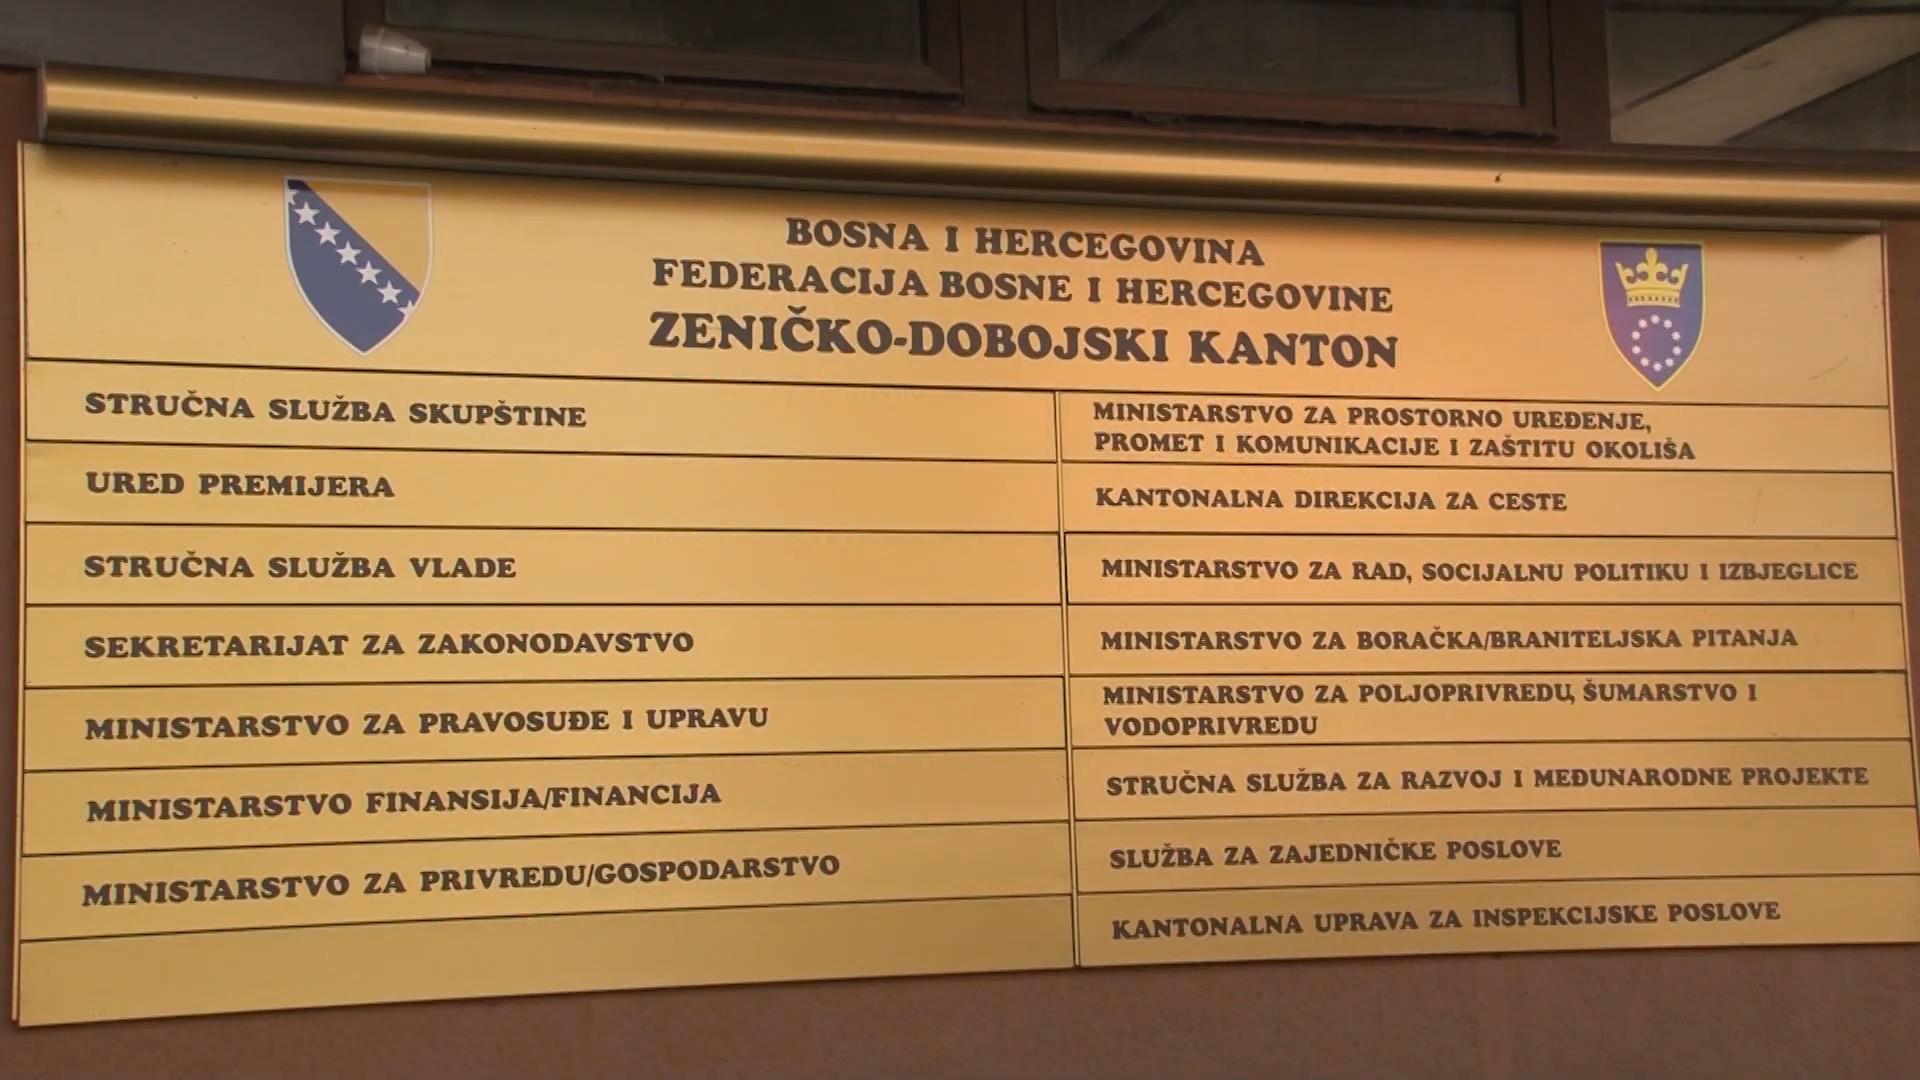 BOSNA I HERCEGOVINA
FEDERACIJA BOSNE I HERCEGOVINE
ZENIČKO-DOBOJSKI KANTON
STRUČNA SLUŽBA SKUPŠTINE
URED PREMIJERA
STRUČNA SLUŽBA VLADE
SEKRETARIJAT ZA ZAKONODAVSTVO
MINISTARSTVO ZA PRAVOSUĐE I UPRAVU
MINISTARSTVO FINANSIJA/FINANCIJA
MINISTARSTVO ZA PRIVREDU/GOSPODARSTVO
MINISTARSTVO ZA PROSTORNO UREĐENJE,
PROMET I KOMUNIKACIJE I ZAŠTITU OKOLIŠA
KANTONALNA DIREKCIJA ZA CESTE
MINISTARSTVO ZA RAD, SOCIJALNU POLITIKU I IZBJEGLICE
MINISTARSTVO ZA BORAČKA/BRANITELJSKA PITANJA
MINISTARSTVO ZA POLJOPRIVREDU, ŠUMARSTVO I
VODOPRIVREDU
STRUČNA SLUŽBA ZA RAZVOJ I MEĐUNARODNE PROJEKTE
SLUŽBA ZA ZAJEDNIČKE POSLOVE
KANTONALNA UPRAVA ZA INSPEKCIJSKE POSLOVE